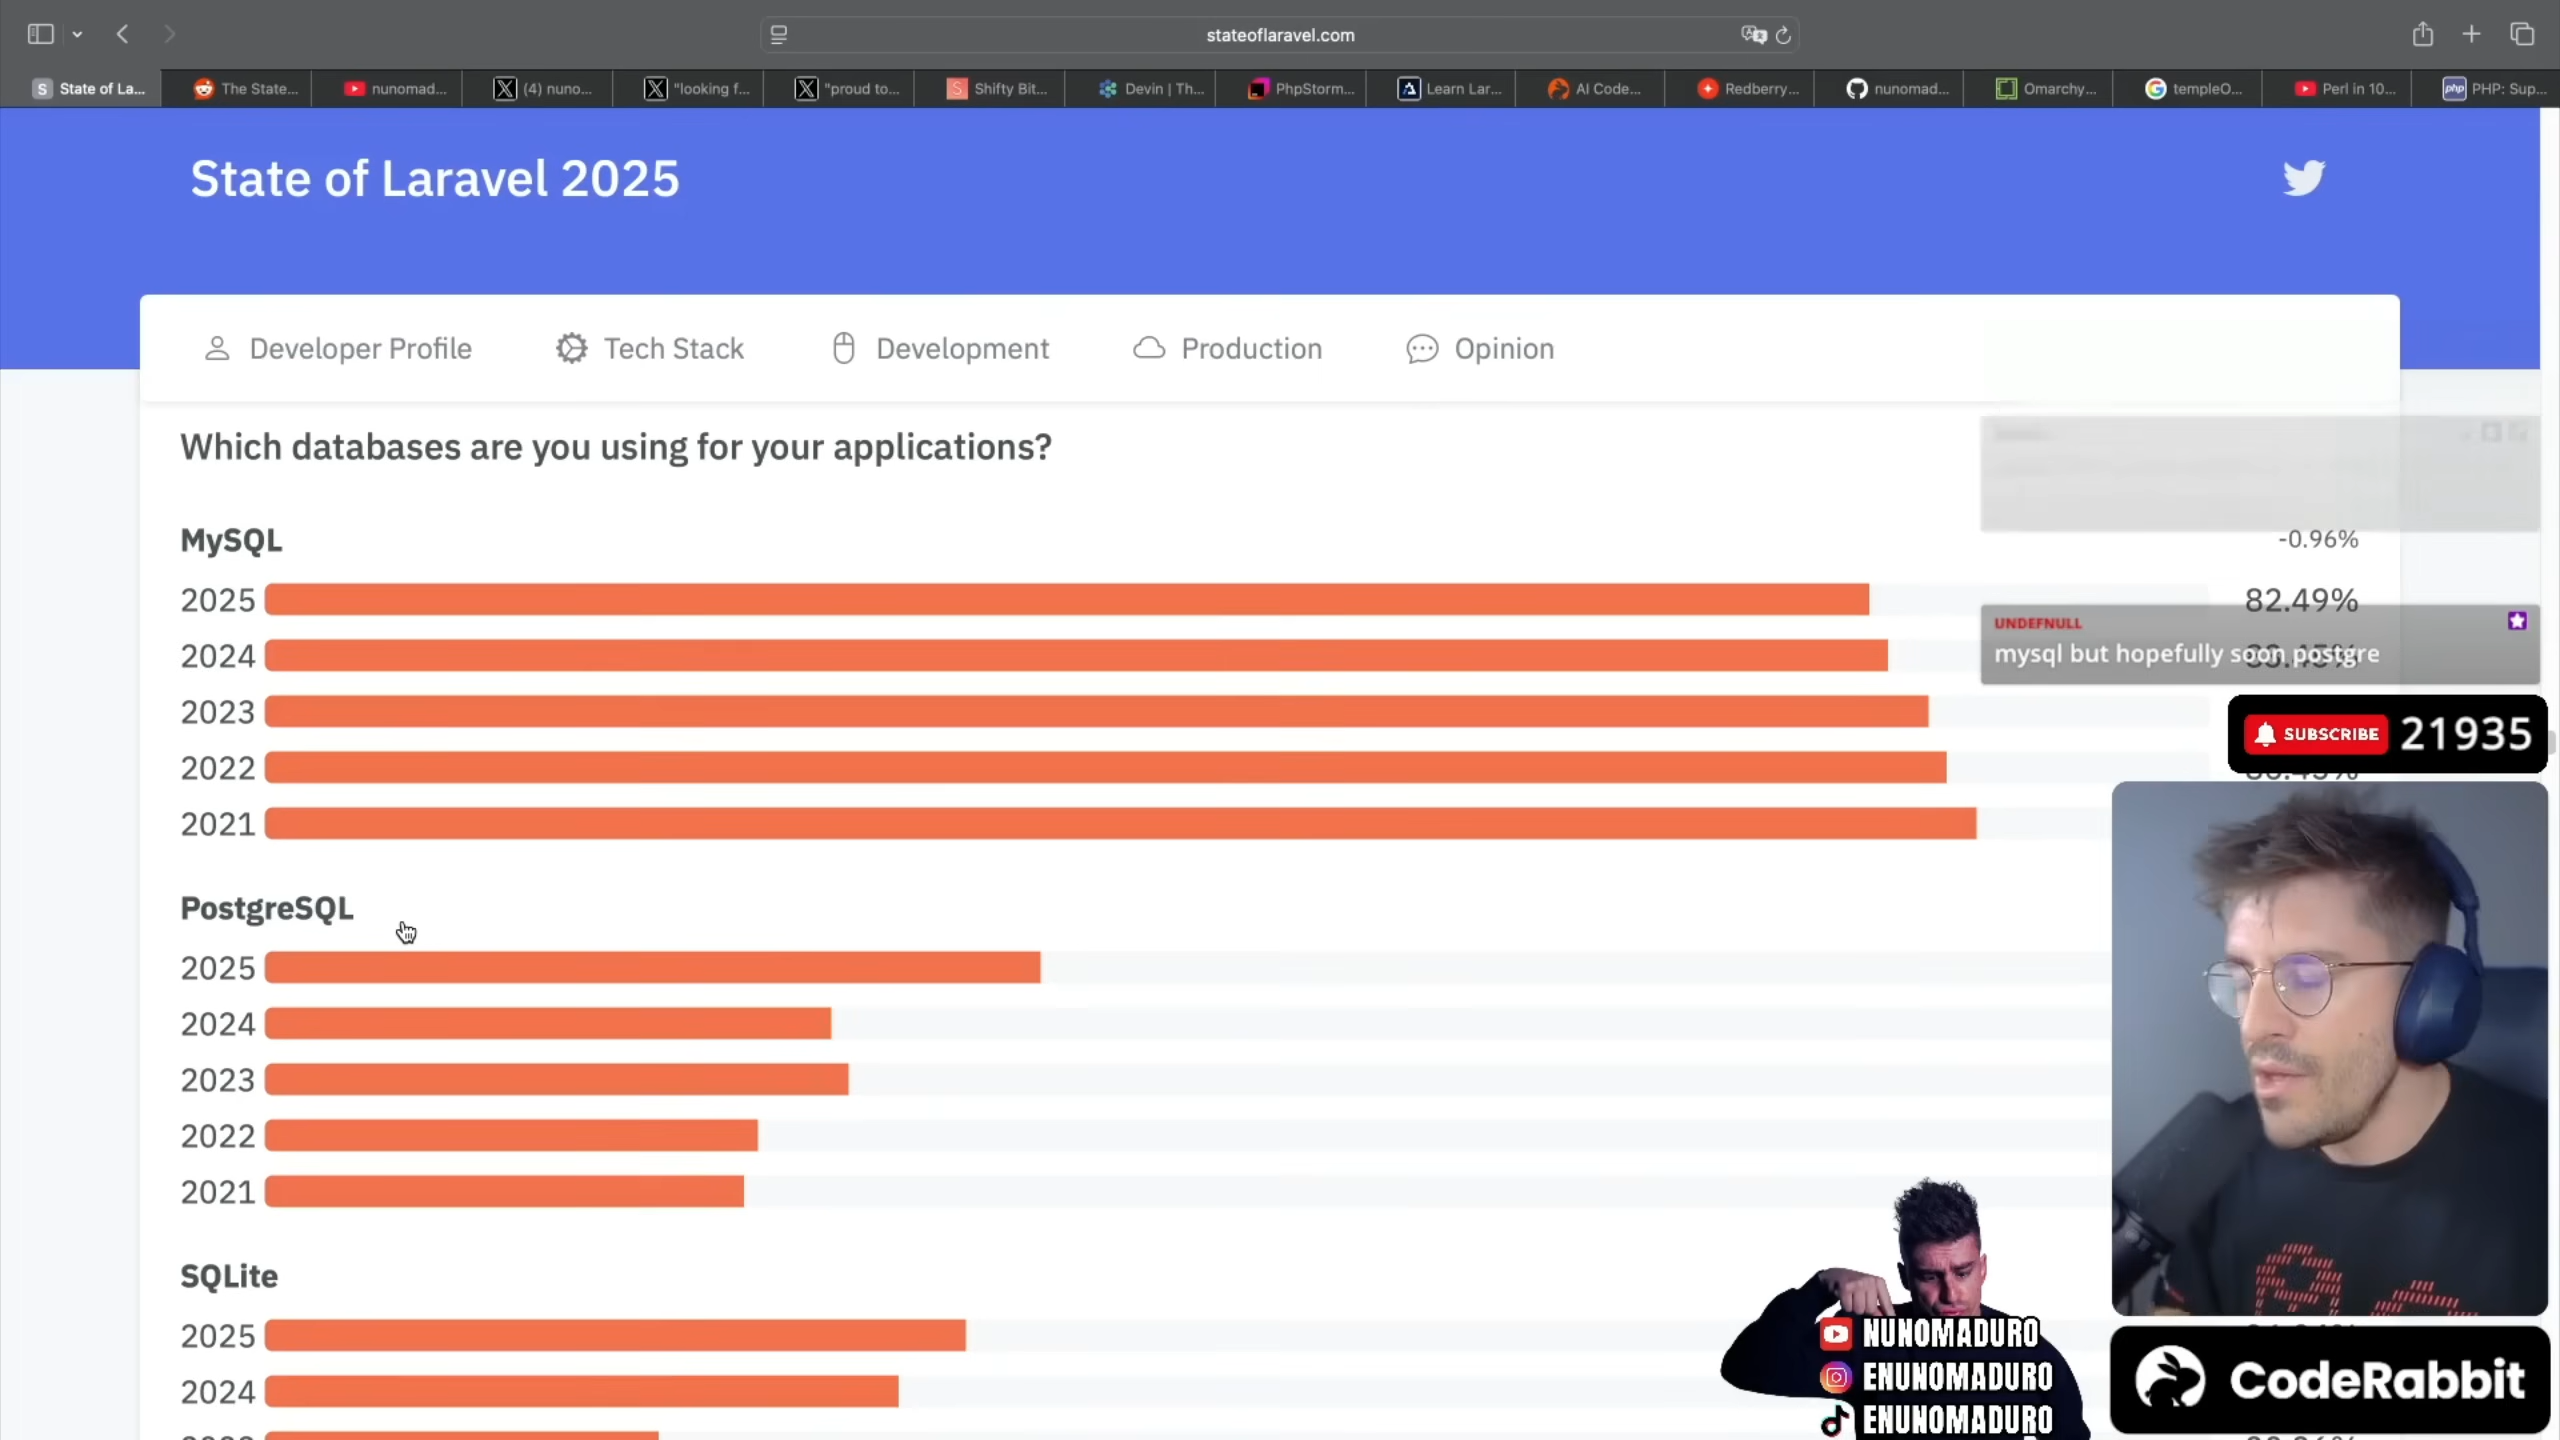 stateoflaravel.com
State of La...
The State...
nunomad...
(4) nuno...
"looking f...
"proud to...
Shifty Bit...
Devin | Th...
PhpStorm...
Learn Lar...
AI Code...
Redberry...
nunomad...
Omarchy...
templeO...
Perl in 10...
PHP: Sup...
State of Laravel 2025
Developer Profile
Tech Stack
Development
Production
Opinion
Which databases are you using for your applications?
MySQL
-0.96%
2025
82.49%
UNDEFNULL
mysql but hopefully soon postgre
2024
2023
SUBSCRIBE 21935
2022
2021
PostgreSQL
2025
2024
2023
2022
2021
SQLite
2025
2024
NUNOMADURO
ENUNOMADURO
ENUNOMADURO
CodeRabbit